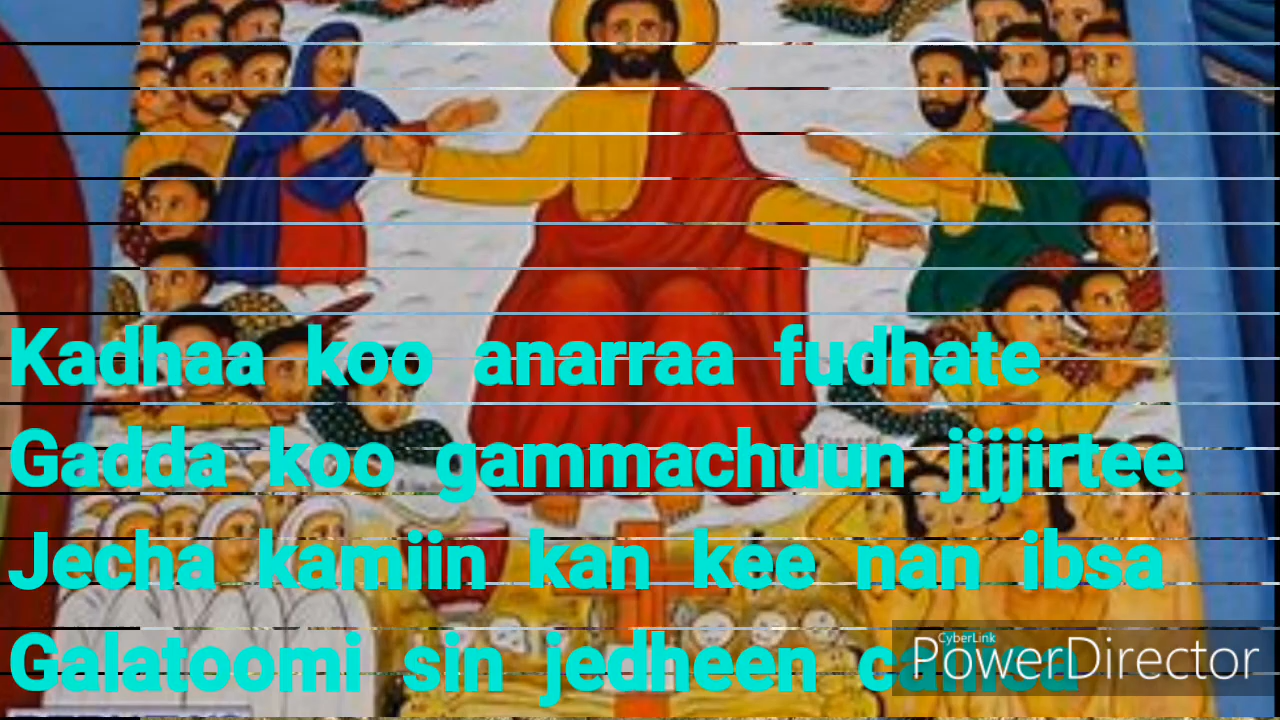 Kadhaa koo anarraa fudhate
Gadda koo gammachuun jijjirtee
Jecha kamiin kan kee nan ibsa
Galatoomi sin jedheen
CyberLink
PowerDirector